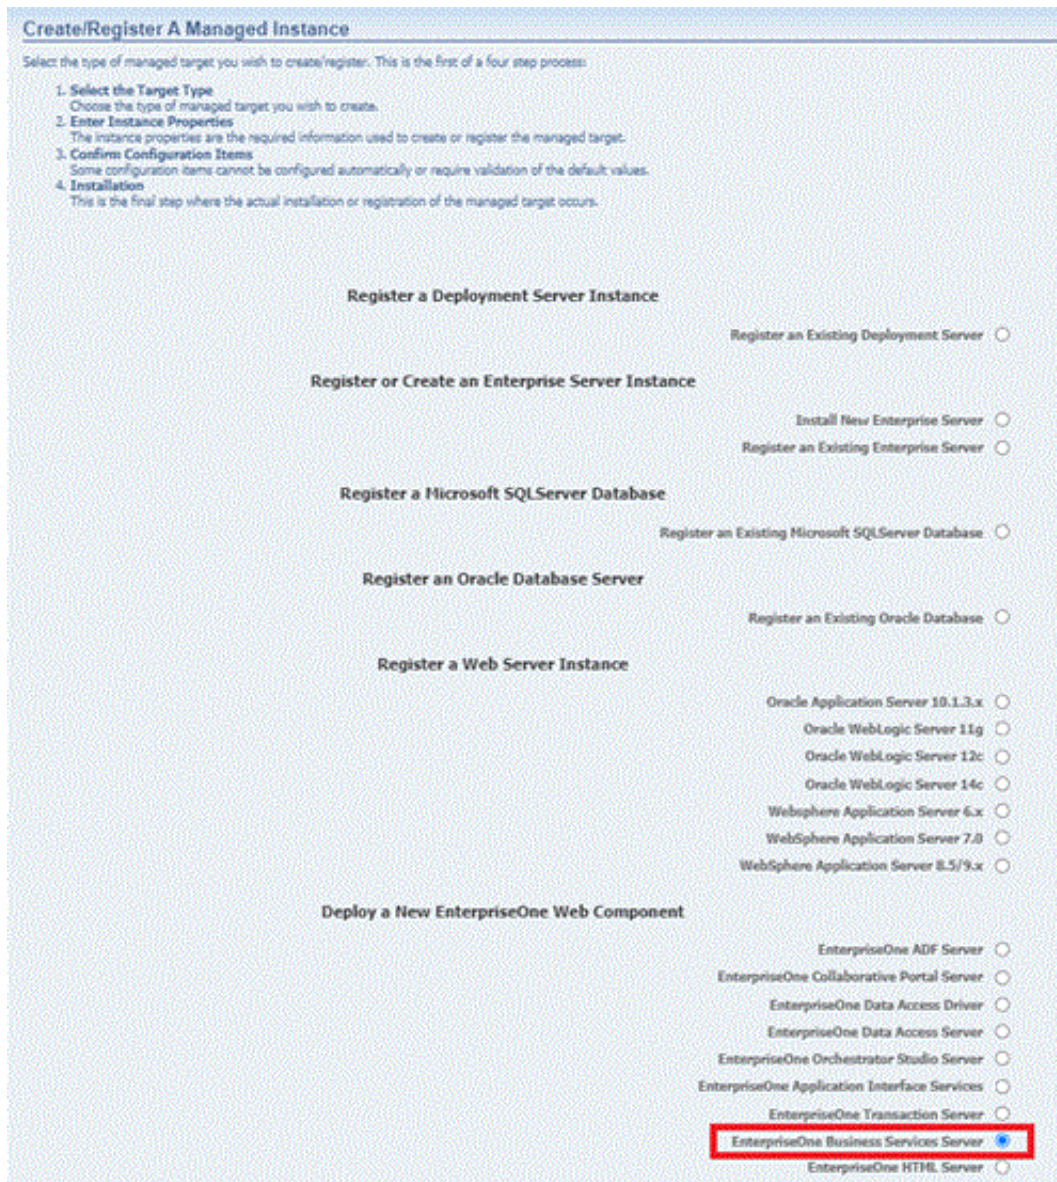 Create/Register A Managed Instance
Select the type of managed target you wish to create/register. This is the first of a four step process:
1. Select the Target Type
Choose the type of managed target you wish to create.
2. Enter Instance Properties
The instance properties are the required information used to create or register the managed target.
3. Confirm Configuration Items
Some configuration items cannot be configured automatically or require validation of the default values.
4. Installation
This is the final step where the actual installation or registration of the managed target occurs.
Register a Deployment Server Instance
Register an Existing Deployment Server
Register or Create an Enterprise Server Instance
Install New Enterprise Server
Register an Existing Enterprise Server
Register a Microsoft SQLServer Database
Register an Existing Microsoft SQLServer Database
Register an Oracle Database Server
Register an Existing Oracle Database
Register a Web Server Instance
Oracle Application Server 10.1.3.x
Oracle WebLogic Server 11g
Oracle WebLogic Server 12c
Oracle WebLogic Server 14c
Websphere Application Server 6.x
WebSphere Application Server 7.0
WebSphere Application Server 8.5/9.x
Deploy a New EnterpriseOne Web Component
EnterpriseOne ADF Server
EnterpriseOne Collaborative Portal Server
EnterpriseOne Data Access Driver
EnterpriseOne Data Access Server
EnterpriseOne Orchestrator Studio Server
EnterpriseOne Application Interface Services
EnterpriseOne Transaction Server
EnterpriseOne Business Services Server
EnterpriseOne HTML Server